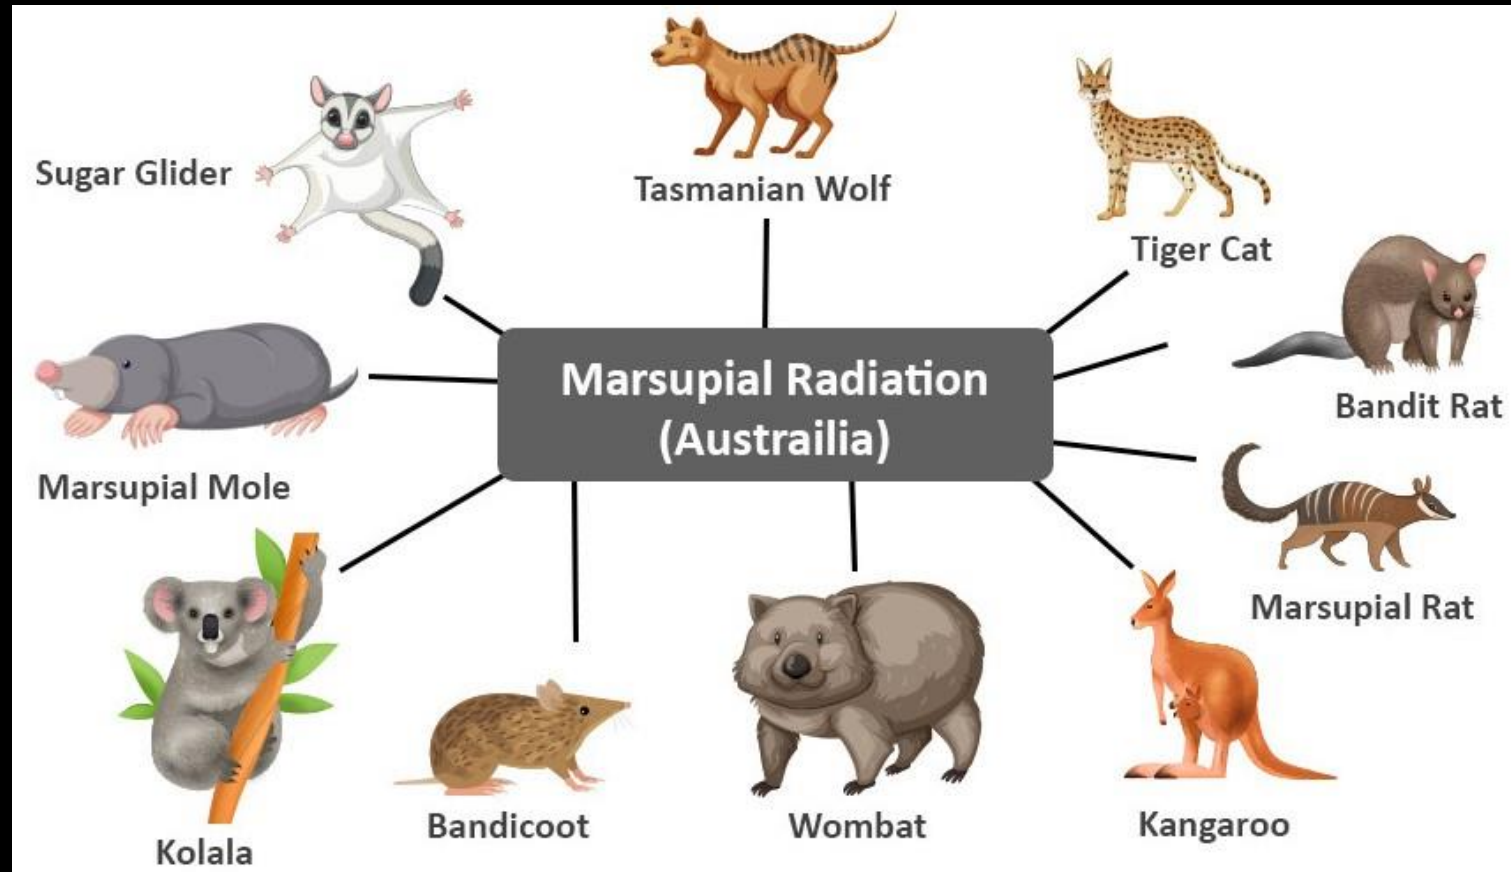 Tasmanian Wolf
Sugar Glider
Tiger Cat
Bandit Rat
Marsupial Radiation
(Austrailia)
Marsupial Mole
Marsupial Rat
Kolala
Bandicoot
Wombat
Kangaroo